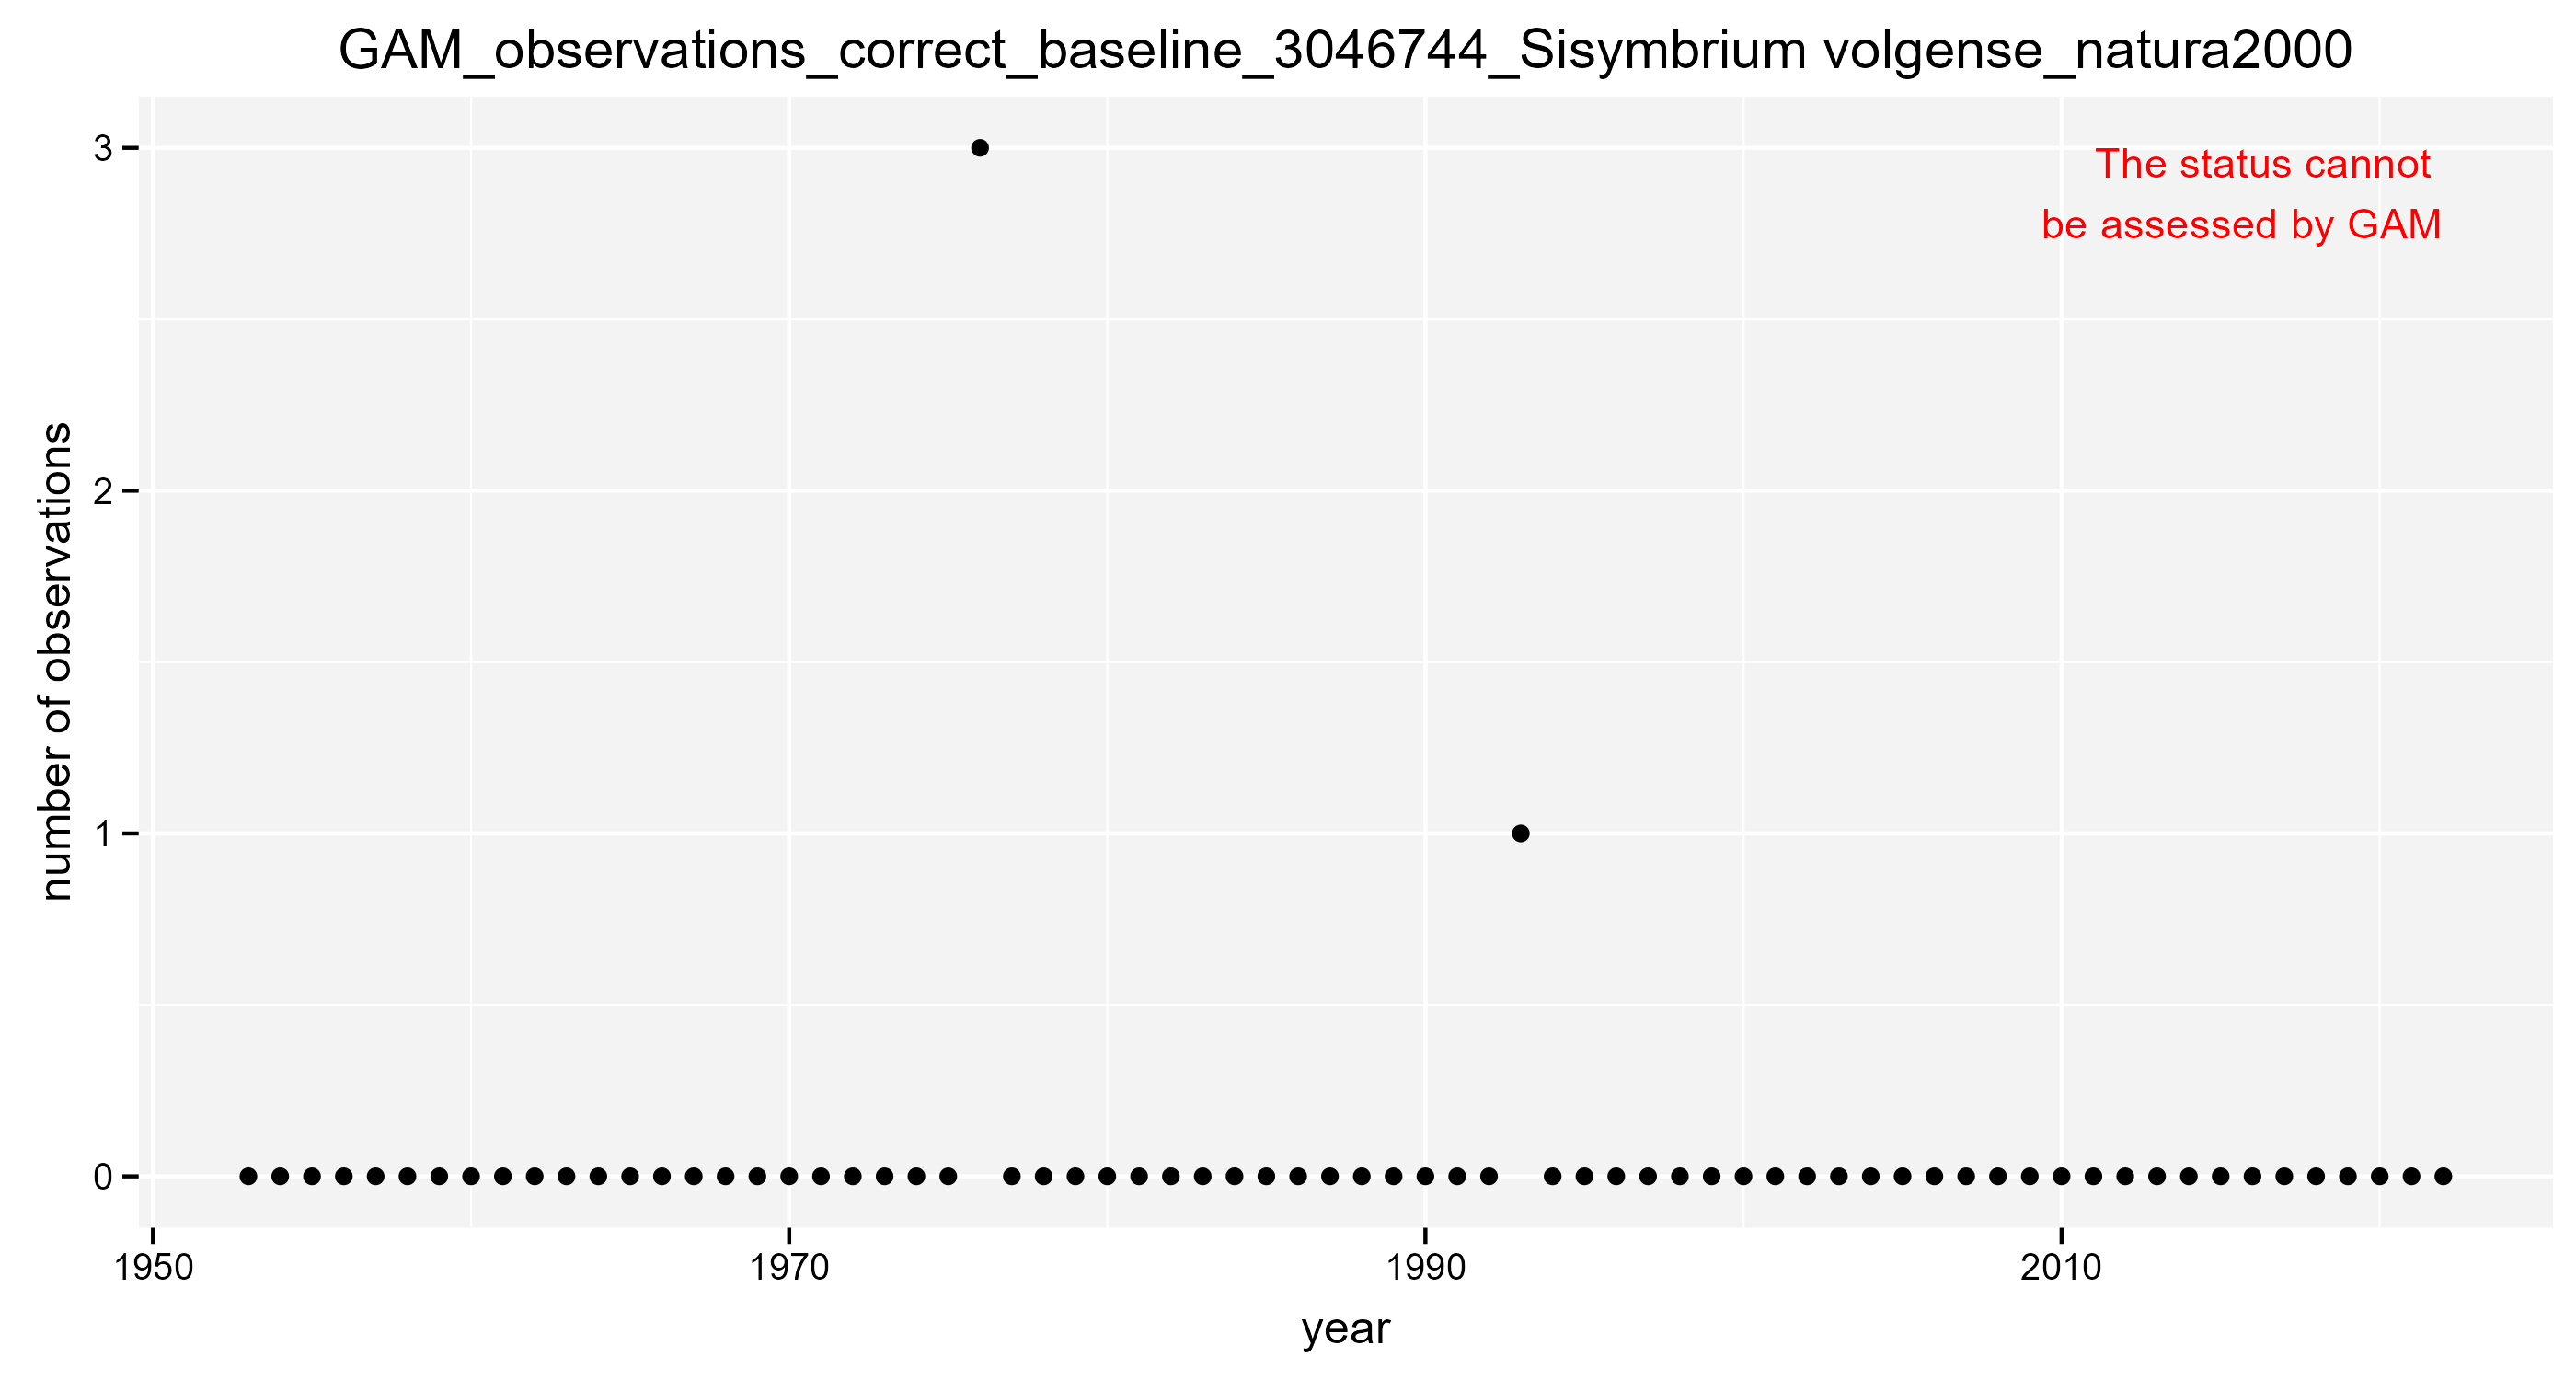 GAM_observations_correct_baseline_3046744_Sisymbrium volgense_natura2000
The status cannot
be assessed by GAM
number of observations
3
2
1
0
1950
1970
1990
2010
year